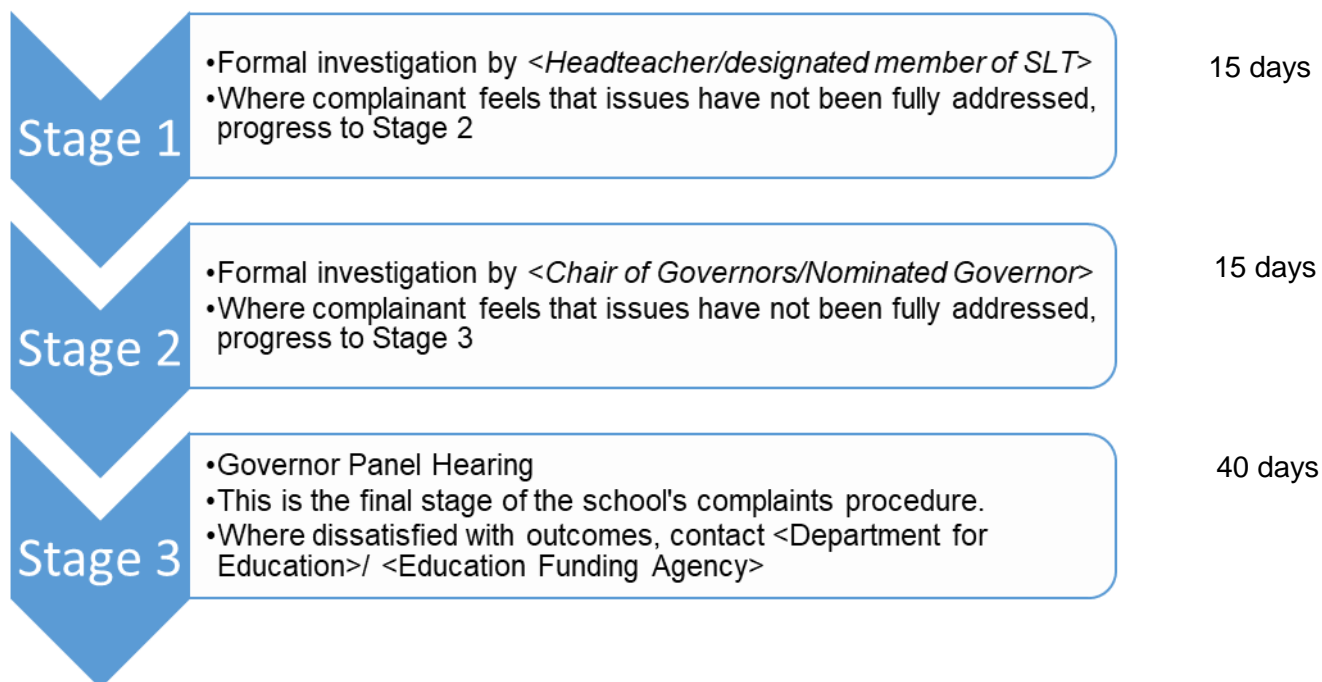 Stage 1
•Formal investigation by <Headteacher/designated member of SLT>
•Where complainant feels that issues have not been fully addressed,
progress to Stage 2
15 days
Stage 2
•Formal investigation by <Chair of Governors/Nominated Governor>
•Where complainant feels that issues have not been fully addressed,
progress to Stage 3
15 days
Stage 3
•Governor Panel Hearing
•This is the final stage of the school's complaints procedure.
•Where dissatisfied with outcomes, contact <Department for
Education>/ <Education Funding Agency>
40 days